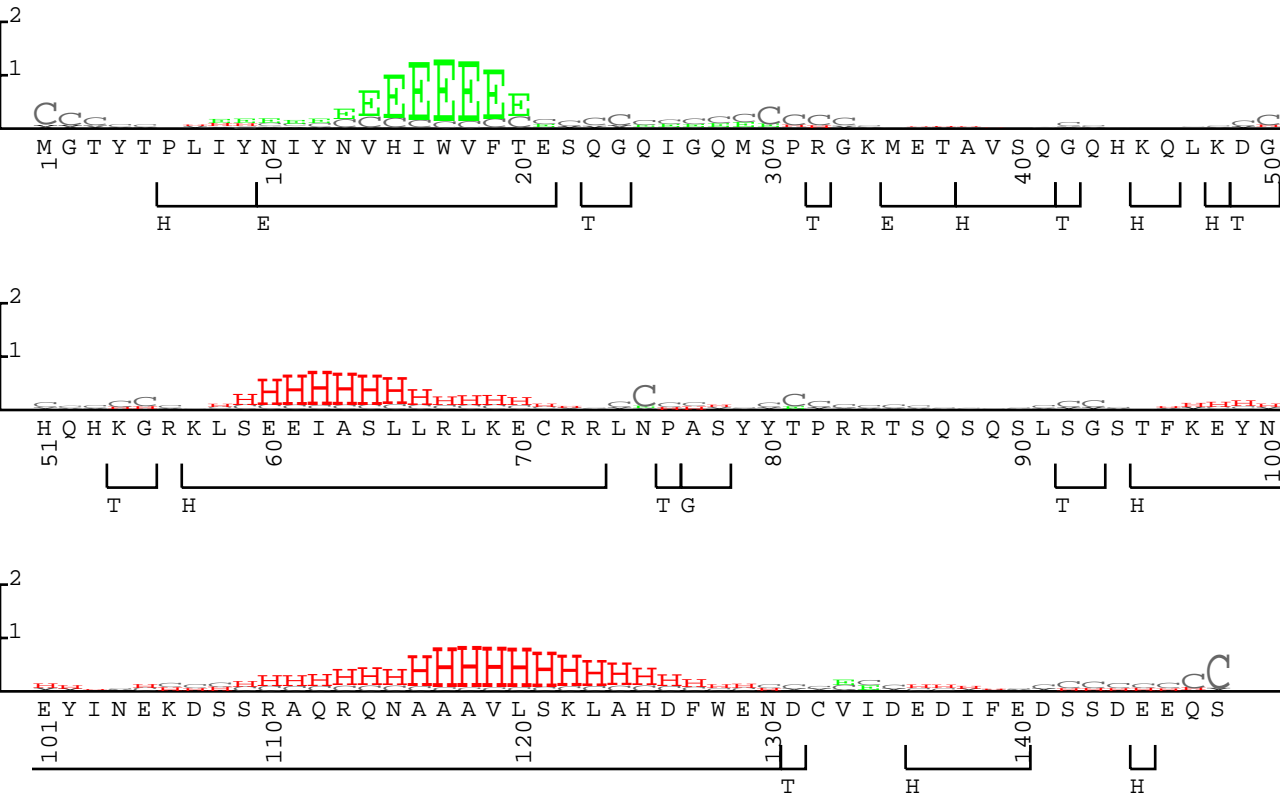 2
1
C C C C C H H E E E E E E E E E E E E E C C C C C C C C C C C C C C C C C
M G T Y T P L I Y N I Y N V H I W V F T E S Q G Q I G Q M S P R G K M E T A V S Q G Q H K Q L K D G
1 10 20 30 40 50
H E T T E H T H H T
2
1
C C C C C H H H H H H H H H H H H H H C C C C C C C C C C C C C H H H H
H Q H K G R K L S E E I A S L L R L K E C R R L N P A S Y Y T P R R T S Q S Q S L S G S T F K E Y N
51 60 70 80 90 100
T H T G T H
2
1
H H H C C C H H H H H H H H H H H H H H H H H H H H H C C E C C H H H C C C C C C C C
E Y I N E K D S S R A Q R Q N A A A V L S K L A H D F W E N D C V I D E D I F E D S S D E E Q S
101 110 120 130 140
T H H